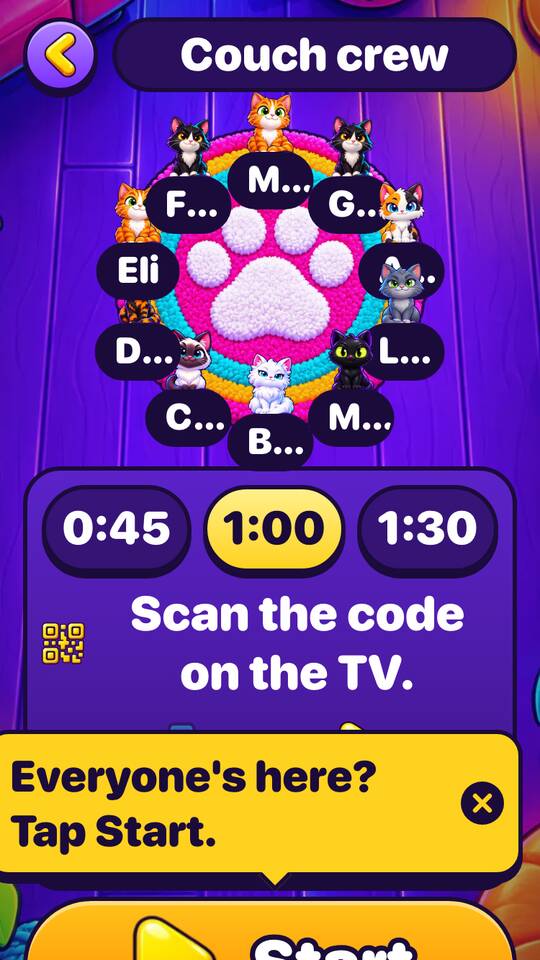 Couch crew
M...
F...
G...
Eli
D...
L...
C...
M...
B...
0:45
1:00
1:30
Scan the code
on the TV.
Everyone's here?
Tap Start.
Start